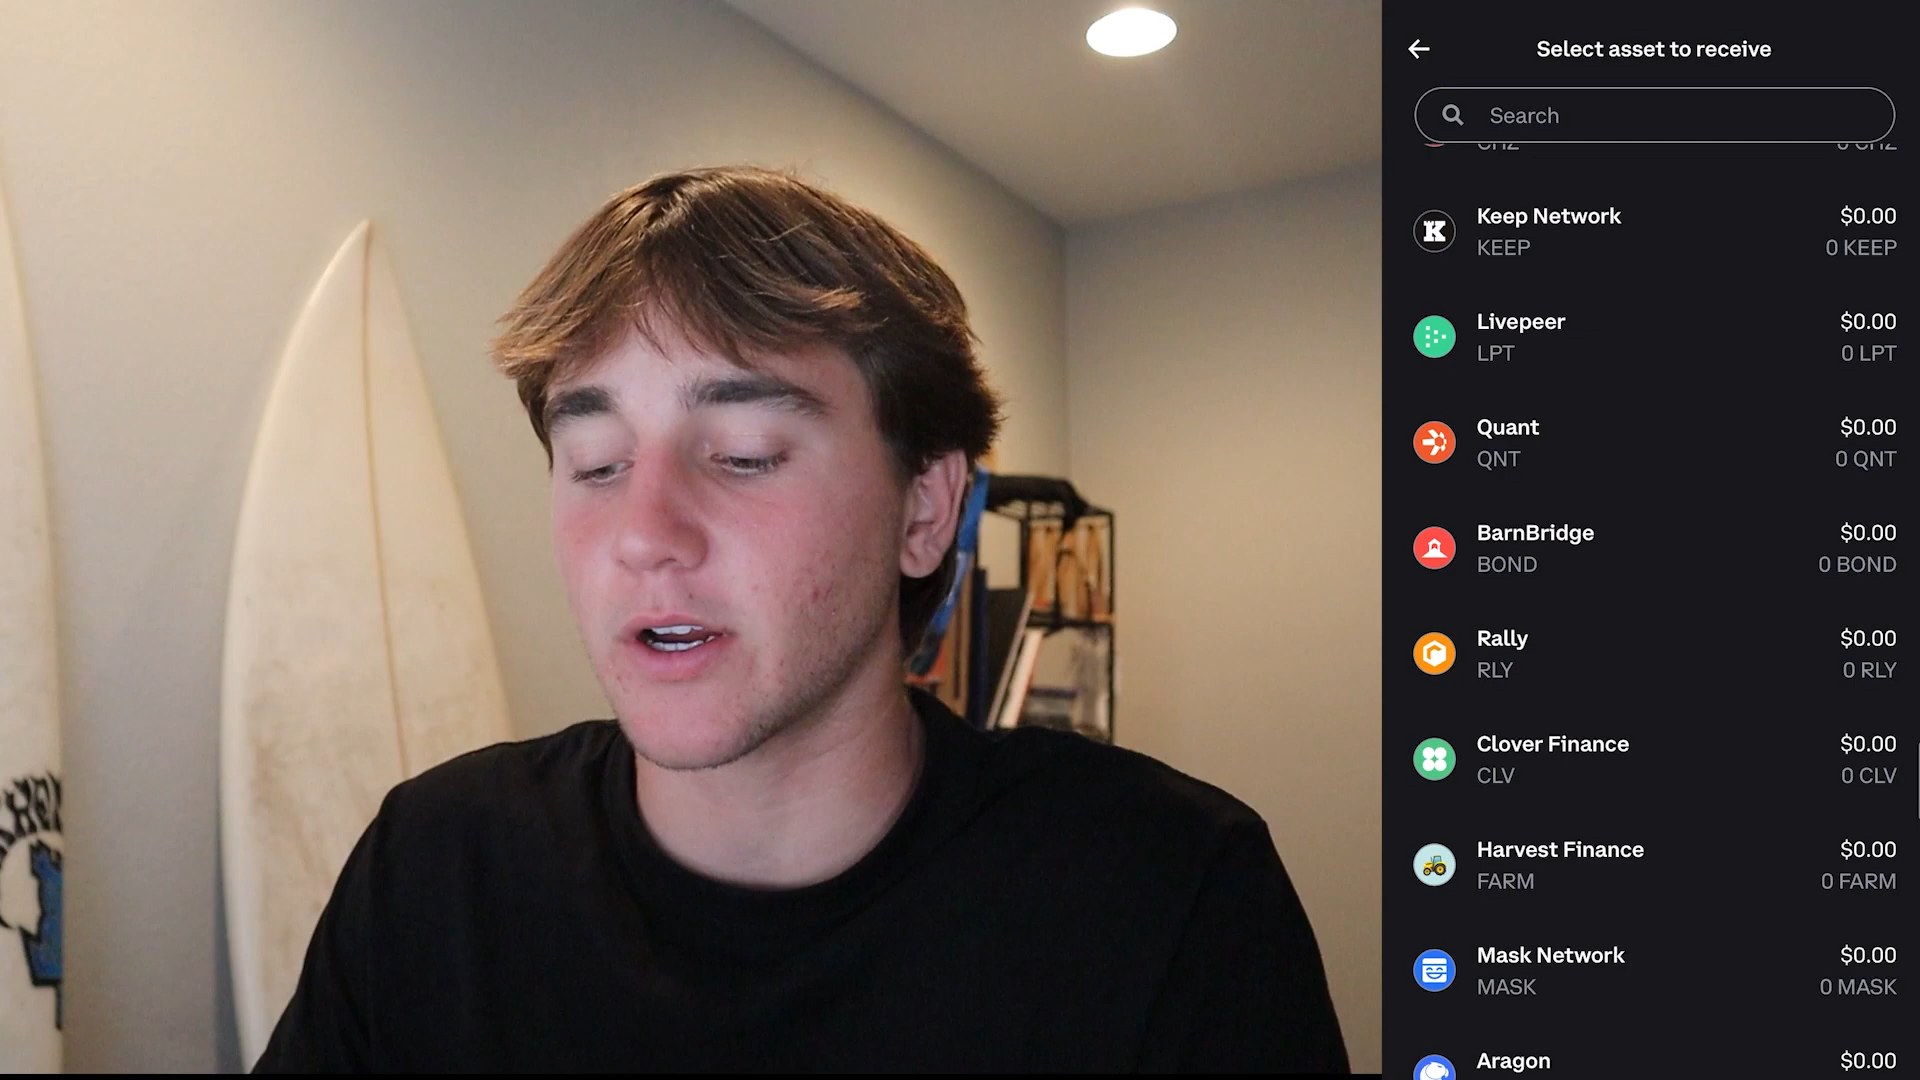 Select asset to receive
Search
CHZ
0 CHZ
Keep Network
$0.00
KEEP
0 KEEP
Livepeer
$0.00
LPT
0 LPT
Quant
$0.00
QNT
0 QNT
BarnBridge
$0.00
BOND
0 BOND
Rally
$0.00
RLY
0 RLY
Clover Finance
$0.00
CLV
0 CLV
Harvest Finance
$0.00
FARM
0 FARM
Mask Network
$0.00
MASK
0 MASK
Aragon
$0.00